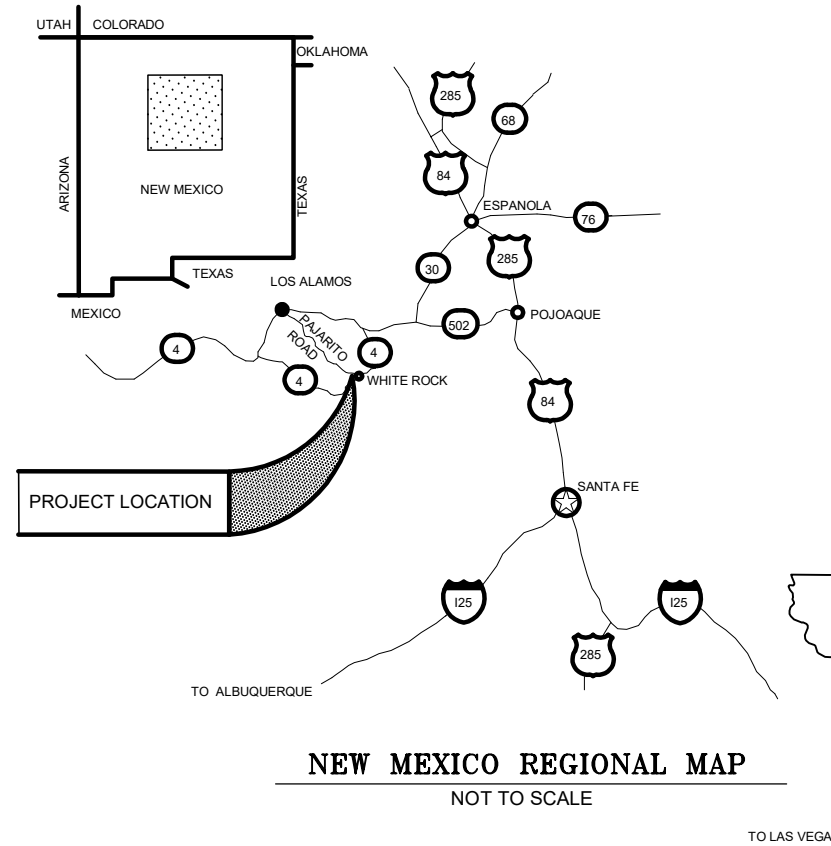 UTAH
COLORADO
OKLAHOMA
ARIZONA
NEW MEXICO
TEXAS
TEXAS
MEXICO
285
68
84
ESPANOLA
76
285
30
LOS ALAMOS
502
POJOAQUE
PAJARITO
ROAD
4
4
4
WHITE ROCK
84
PROJECT LOCATION
SANTA FE
I25
I25
285
TO ALBUQUERQUE
NEW MEXICO REGIONAL MAP
NOT TO SCALE
TO LAS VEGA